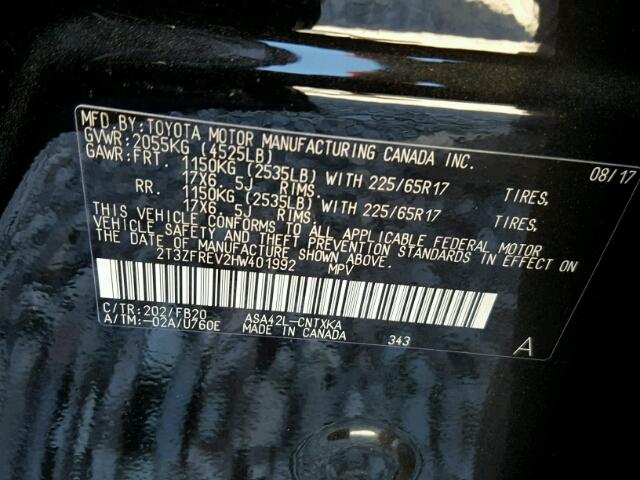 MFD.BY:TOYOTA MOTOR MANUFACTURING CANADA INC. 08/17
GVWR:2055KG (4525LB)
GAWR:FRT. 1150KG (2535LB) WITH 225/65R17 TIRES,
17X6.5J RIMS.
RR. 1150KG (2535LB) WITH 225/65R17 TIRES,
17X6.5J RIMS.
THIS VEHICLE CONFORMS TO ALL APPLICABLE FEDERAL MOTOR
VEHICLE SAFETY AND THEFT PREVENTION STANDARDS IN EFFECT ON
THE DATE OF MANUFACTURE SHOWN ABOVE.
2T3ZFREV2HW401992 MPV
C/TR:202/FB20 ASA42L-CNTXKA
A/TM:-02A/U760E MADE IN CANADA 343 A